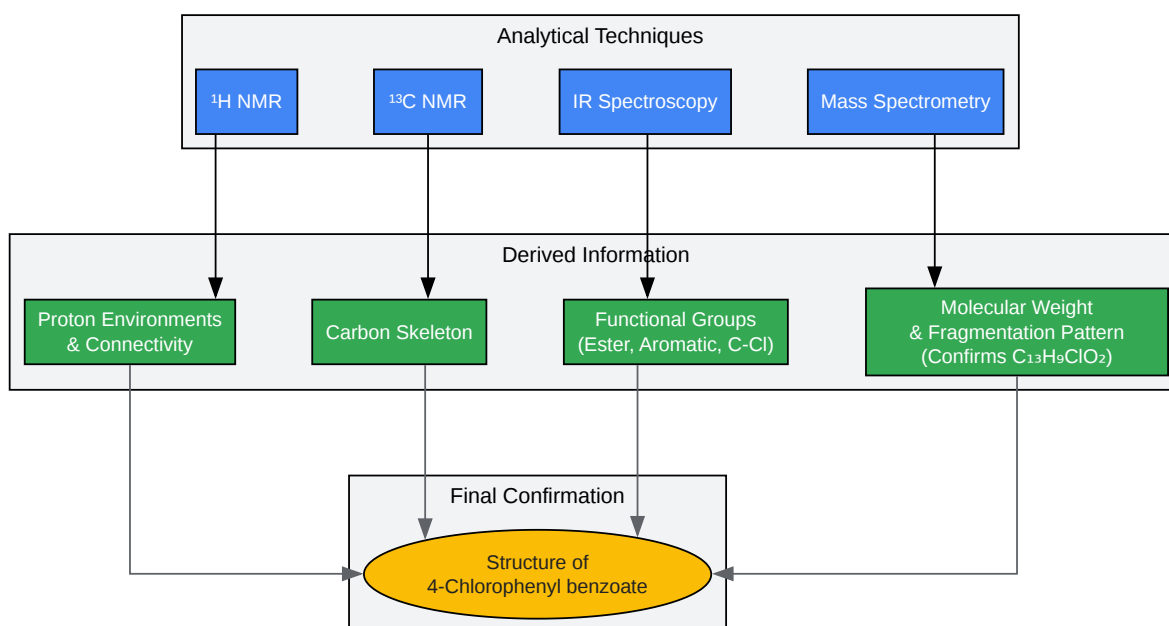 Analytical Techniques
¹H NMR
¹³C NMR
IR Spectroscopy
Mass Spectrometry
Derived Information
Proton Environments
& Connectivity
Carbon Skeleton
Functional Groups
(Ester, Aromatic, C-Cl)
Molecular Weight
& Fragmentation Pattern
(Confirms C₁₃H₉ClO₂)
Final Confirmation
Structure of
4-Chlorophenyl benzoate